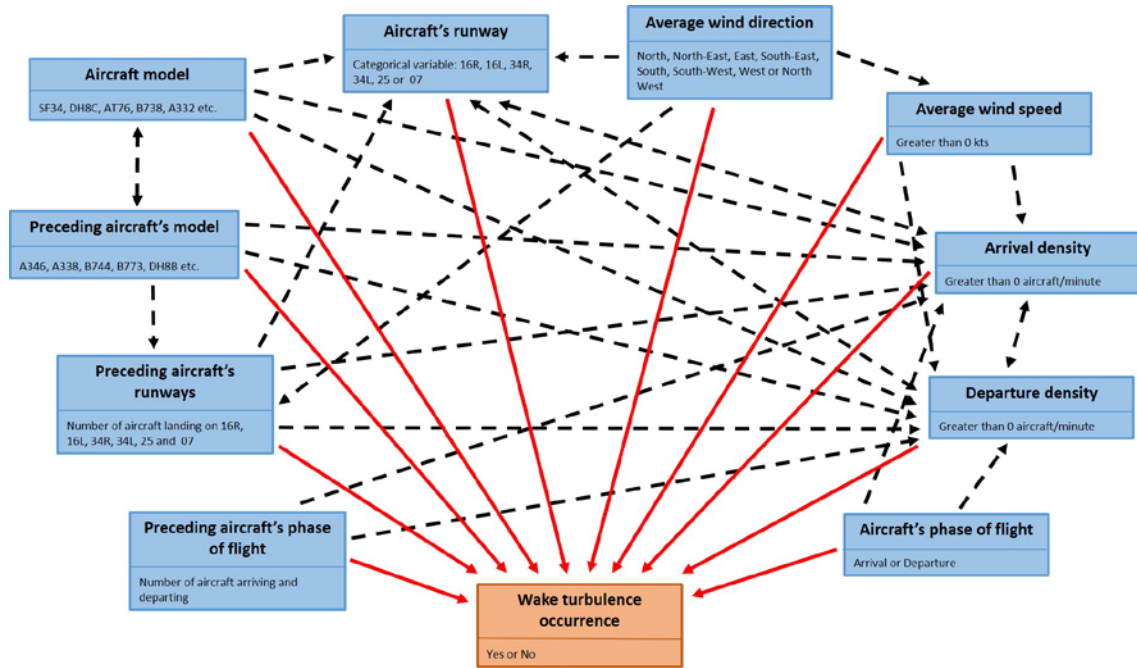 Aircraft model
SF34, DH8C, AT76, B738, A332 etc.
Aircraft's runway
Categorical variable: 16R, 16L, 34R,
34L, 25 or 07
Average wind direction
North, North-East, East, South-East,
South, South-West, West or North
West
Average wind speed
Greater than 0 kts
Preceding aircraft's model
A346, A338, B744, B773, DH8B etc.
Arrival density
Greater than 0 aircraft/minute
Preceding aircraft's
runways
Number of aircraft landing on 16R,
16L, 34R, 34L, 25 and 07
Departure density
Greater than 0 aircraft/minute
Preceding aircraft's phase
of flight
Number of aircraft arriving and
departing
Aircraft's phase of flight
Arrival or Departure
Wake turbulence
occurrence
Yes or No